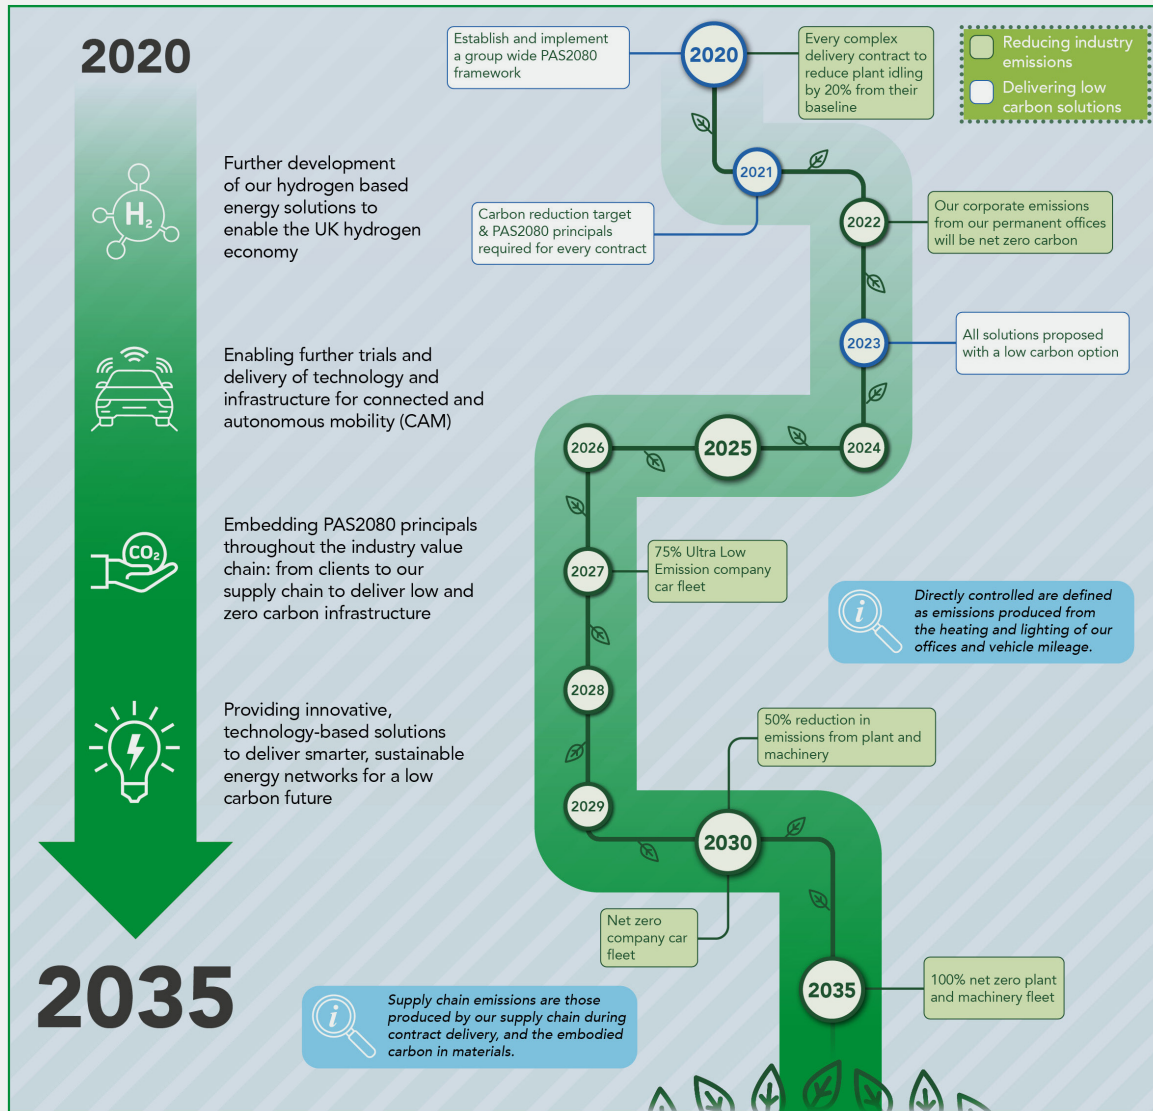 2020
Further development
of our hydrogen based
energy solutions to
enable the UK hydrogen
economy
H2
Enabling further trials and
delivery of technology and
infrastructure for connected and
autonomous mobility (CAM)
Embedding PAS2080 principals
throughout the industry value
chain: from clients to our
supply chain to deliver low and
zero carbon infrastructure
CO2
Providing innovative,
technology-based solutions
to deliver smarter, sustainable
energy networks for a low
carbon future
2035
Establish and implement
a group wide PAS2080
framework
2020
Every complex
delivery contract to
reduce plant idling
by 20% from their
baseline
Reducing industry
emissions
Delivering low
carbon solutions
2021
Carbon reduction target
& PAS2080 principals
required for every contract
2022
Our corporate emissions
from our permanent offices
will be net zero carbon
2023
All solutions proposed
with a low carbon option
2024
2025
2026
2027
75% Ultra Low
Emission company
car fleet
i
Directly controlled are defined
as emissions produced from
the heating and lighting of our
offices and vehicle mileage.
2028
2029
50% reduction in
emissions from plant and
machinery
2030
Net zero
company car
fleet
2035
100% net zero plant
and machinery fleet
i
Supply chain emissions are those
produced by our supply chain during
contract delivery, and the embodied
carbon in materials.